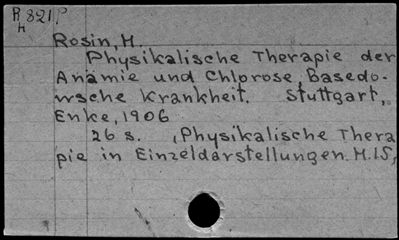 R 821 P
H
Rosin, H.
Physikalische Therapie der
Anämie und Chlorose, Basedo-
wsche Krankheit. Stuttgart,
Enke, 1906
26 s. (Physikalische Thera
pie in Einzeldarstellungen. H. 15,